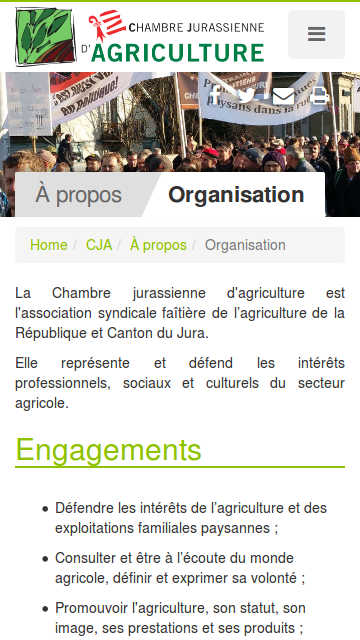 CHAMBRE JURASSIENNE
D'AGRICULTURE
À propos
Organisation
Home / CJA / À propos / Organisation
La Chambre jurassienne d'agriculture est
l'association syndicale faîtière de l'agriculture de la
République et Canton du Jura.
Elle représente et défend les intérêts
professionnels, sociaux et culturels du secteur
agricole.
Engagements
• Défendre les intérêts de l'agriculture et des
exploitations familiales paysannes ;
• Consulter et être à l'écoute du monde
agricole, définir et exprimer sa volonté ;
• Promouvoir l'agriculture, son statut, son
image, ses prestations et ses produits ;